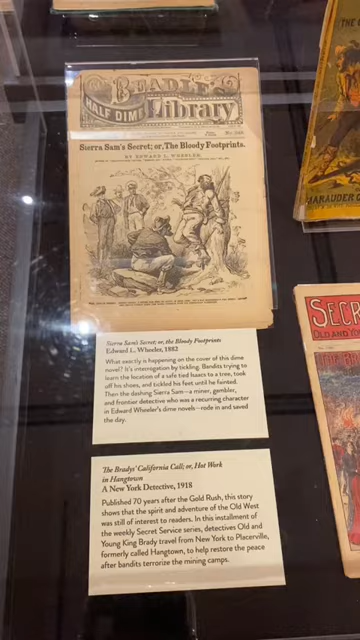 BEADLE'S
HALF DIME
Library
Sierra Sam's Secret; or, The Bloody Footprints.
BY EDWARD L. WHEELER,
THE
MARAUDER
SECR
OLD AND YO
Sierra Sam's Secret; or, the Bloody Footprints
Edward L. Wheeler, 1882
What exactly is happening on the cover of this dime
novel? It's interrogation by tickling. Bandits trying to
learn the location of a safe tied Isaacs to a tree, took
off his shoes, and tickled his feet until he fainted.
Then the dashing Sierra Sam—a miner, gambler,
and frontier detective who was a recurring character
in Edward Wheeler's dime novels—rode in and saved
the day.
The Bradys' California Call; or, Hot Work
in Hangtown
A New York Detective, 1918
Published 70 years after the Gold Rush, this story
shows that the spirit and adventure of the Old West
was still of interest to readers. In this installment of
the weekly Secret Service series, detectives Old and
Young King Brady travel from New York to Placerville,
formerly called Hangtown, to help restore the peace
after bandits terrorize the mining camps.